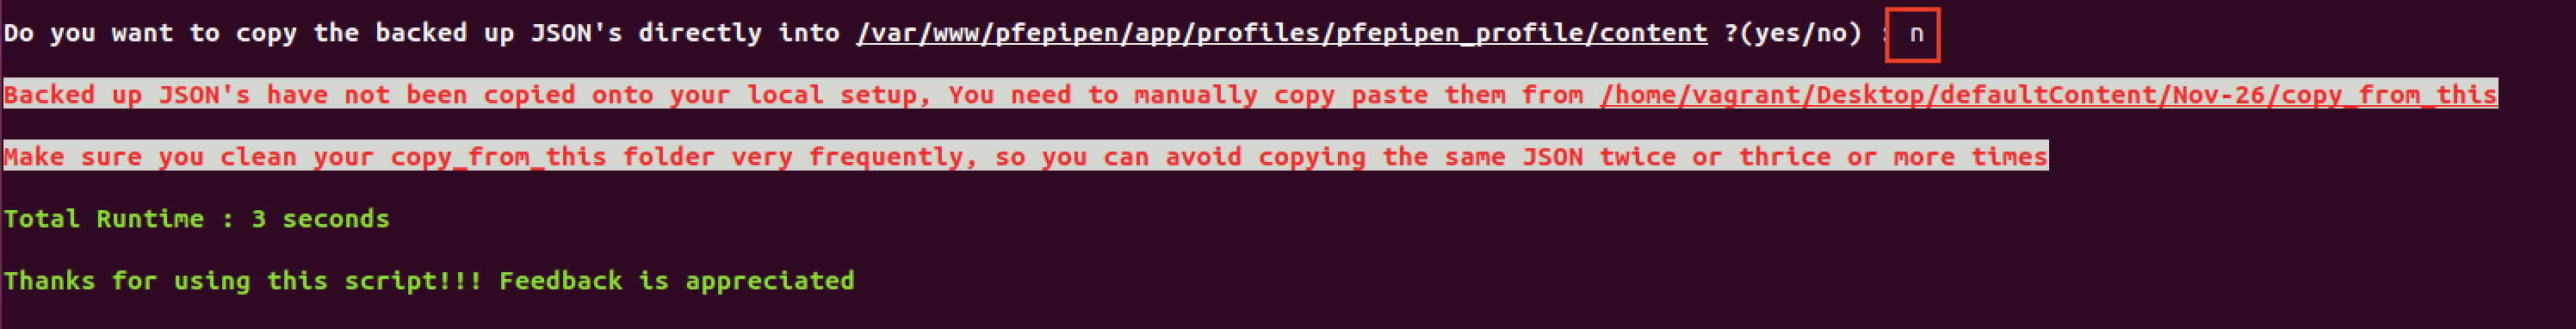 Do you want to copy the backed up JSON's directly into /var/www/pfepipen/app/profiles/pfepipen_profile/content ?(yes/no) : n
Backed up JSON's have not been copied onto your local setup, You need to manually copy paste them from /home/vagrant/Desktop/defaultContent/Nov-26/copy_from_this
Make sure you clean your copy_from_this folder very frequently, so you can avoid copying the same JSON twice or thrice or more times
Total Runtime : 3 seconds
Thanks for using this script!!! Feedback is appreciated